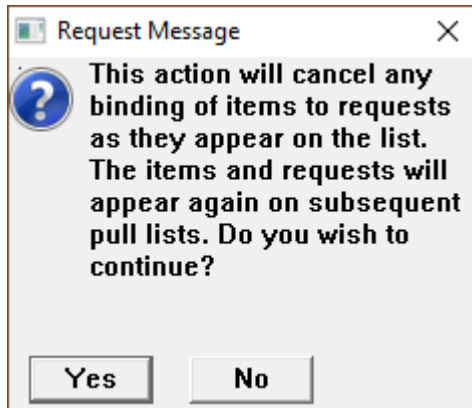 Request Message
This action will cancel any
binding of items to requests
as they appear on the list.
The items and requests will
appear again on subsequent
pull lists. Do you wish to
continue?
Yes No